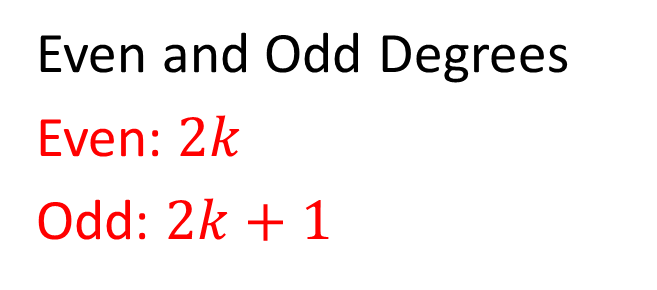 Even and Odd Degrees
Even: 2k
Odd: 2k + 1